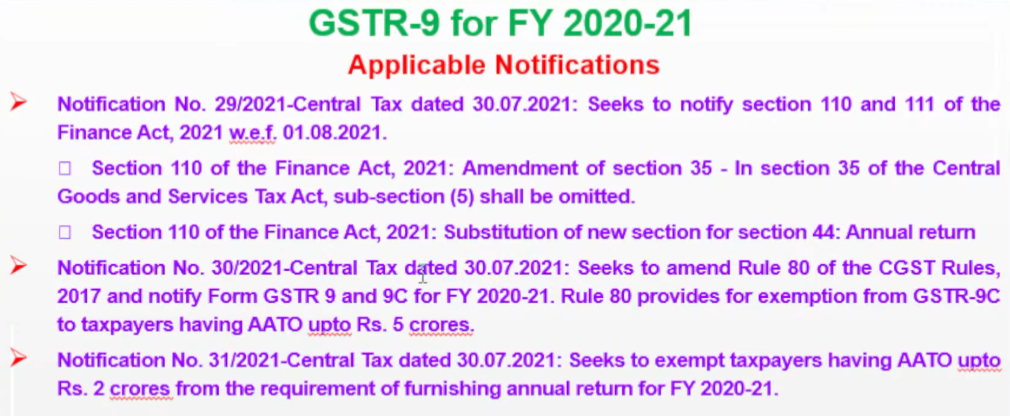 GSTR-9 for FY 2020-21
Applicable Notifications
Notification No. 29/2021-Central Tax dated 30.07.2021: Seeks to notify section 110 and 111 of the
Finance Act, 2021 w.e.f. 01.08.2021.
Section 110 of the Finance Act, 2021: Amendment of section 35 - In section 35 of the Central
Goods and Services Tax Act, sub-section (5) shall be omitted.
Section 110 of the Finance Act, 2021: Substitution of new section for section 44: Annual return
Notification No. 30/2021-Central Tax dated 30.07.2021: Seeks to amend Rule 80 of the CGST Rules,
2017 and notify Form GSTR 9 and 9C for FY 2020-21. Rule 80 provides for exemption from GSTR-9C
to taxpayers having AATO upto Rs. 5 crores.
Notification No. 31/2021-Central Tax dated 30.07.2021: Seeks to exempt taxpayers having AATO upto
Rs. 2 crores from the requirement of furnishing annual return for FY 2020-21.